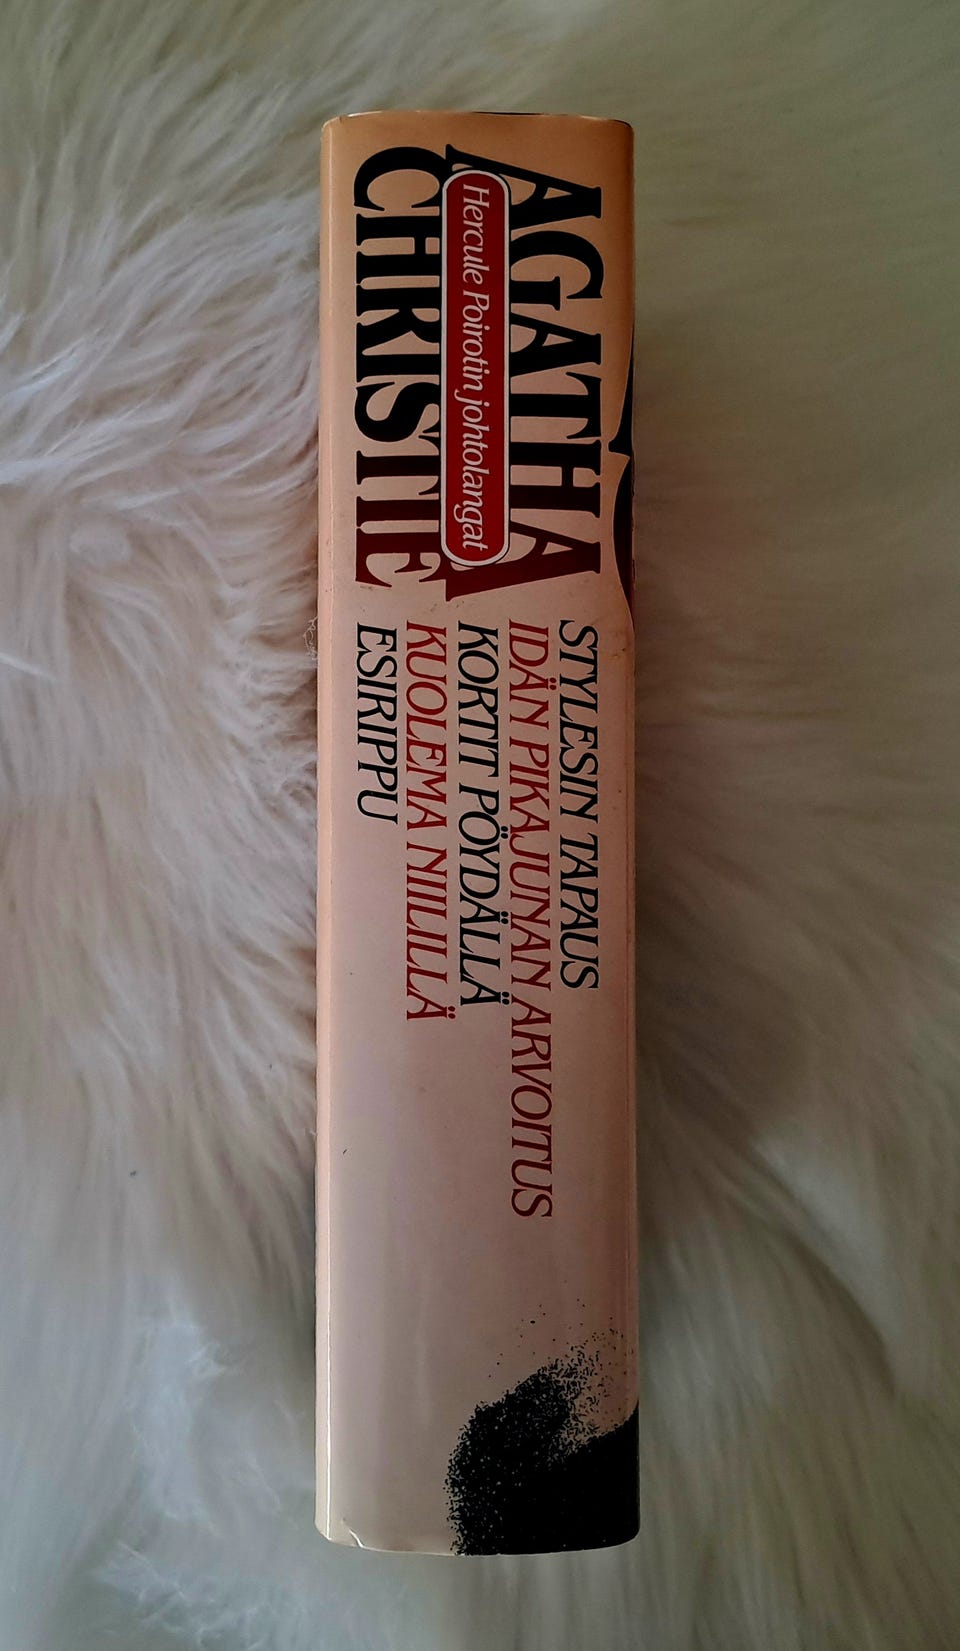 AGATHA
Hercule Poirotin johtolangat
CHRISTIE
STYLESIN TAPAUS
IDÄN PIKAJUNAN ARVOITUS
KORTIT PÖYDÄLLÄ
KUOLEMA NIILILLÄ
ESIRIPPU